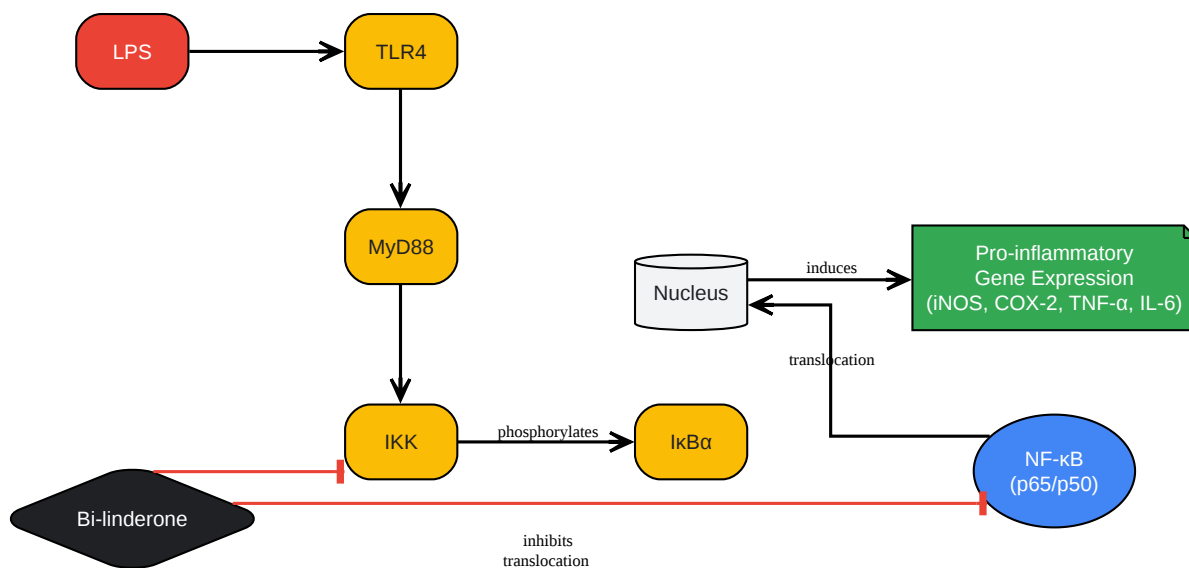 LPS
TLR4
MyD88
Nucleus
induces
Pro-inflammatory
Gene Expression
(iNOS, COX-2, TNF-α, IL-6)
translocation
IKK
phosphorylates
IκBα
NF-κB
(p65/p50)
Bi-linderone
inhibits
translocation